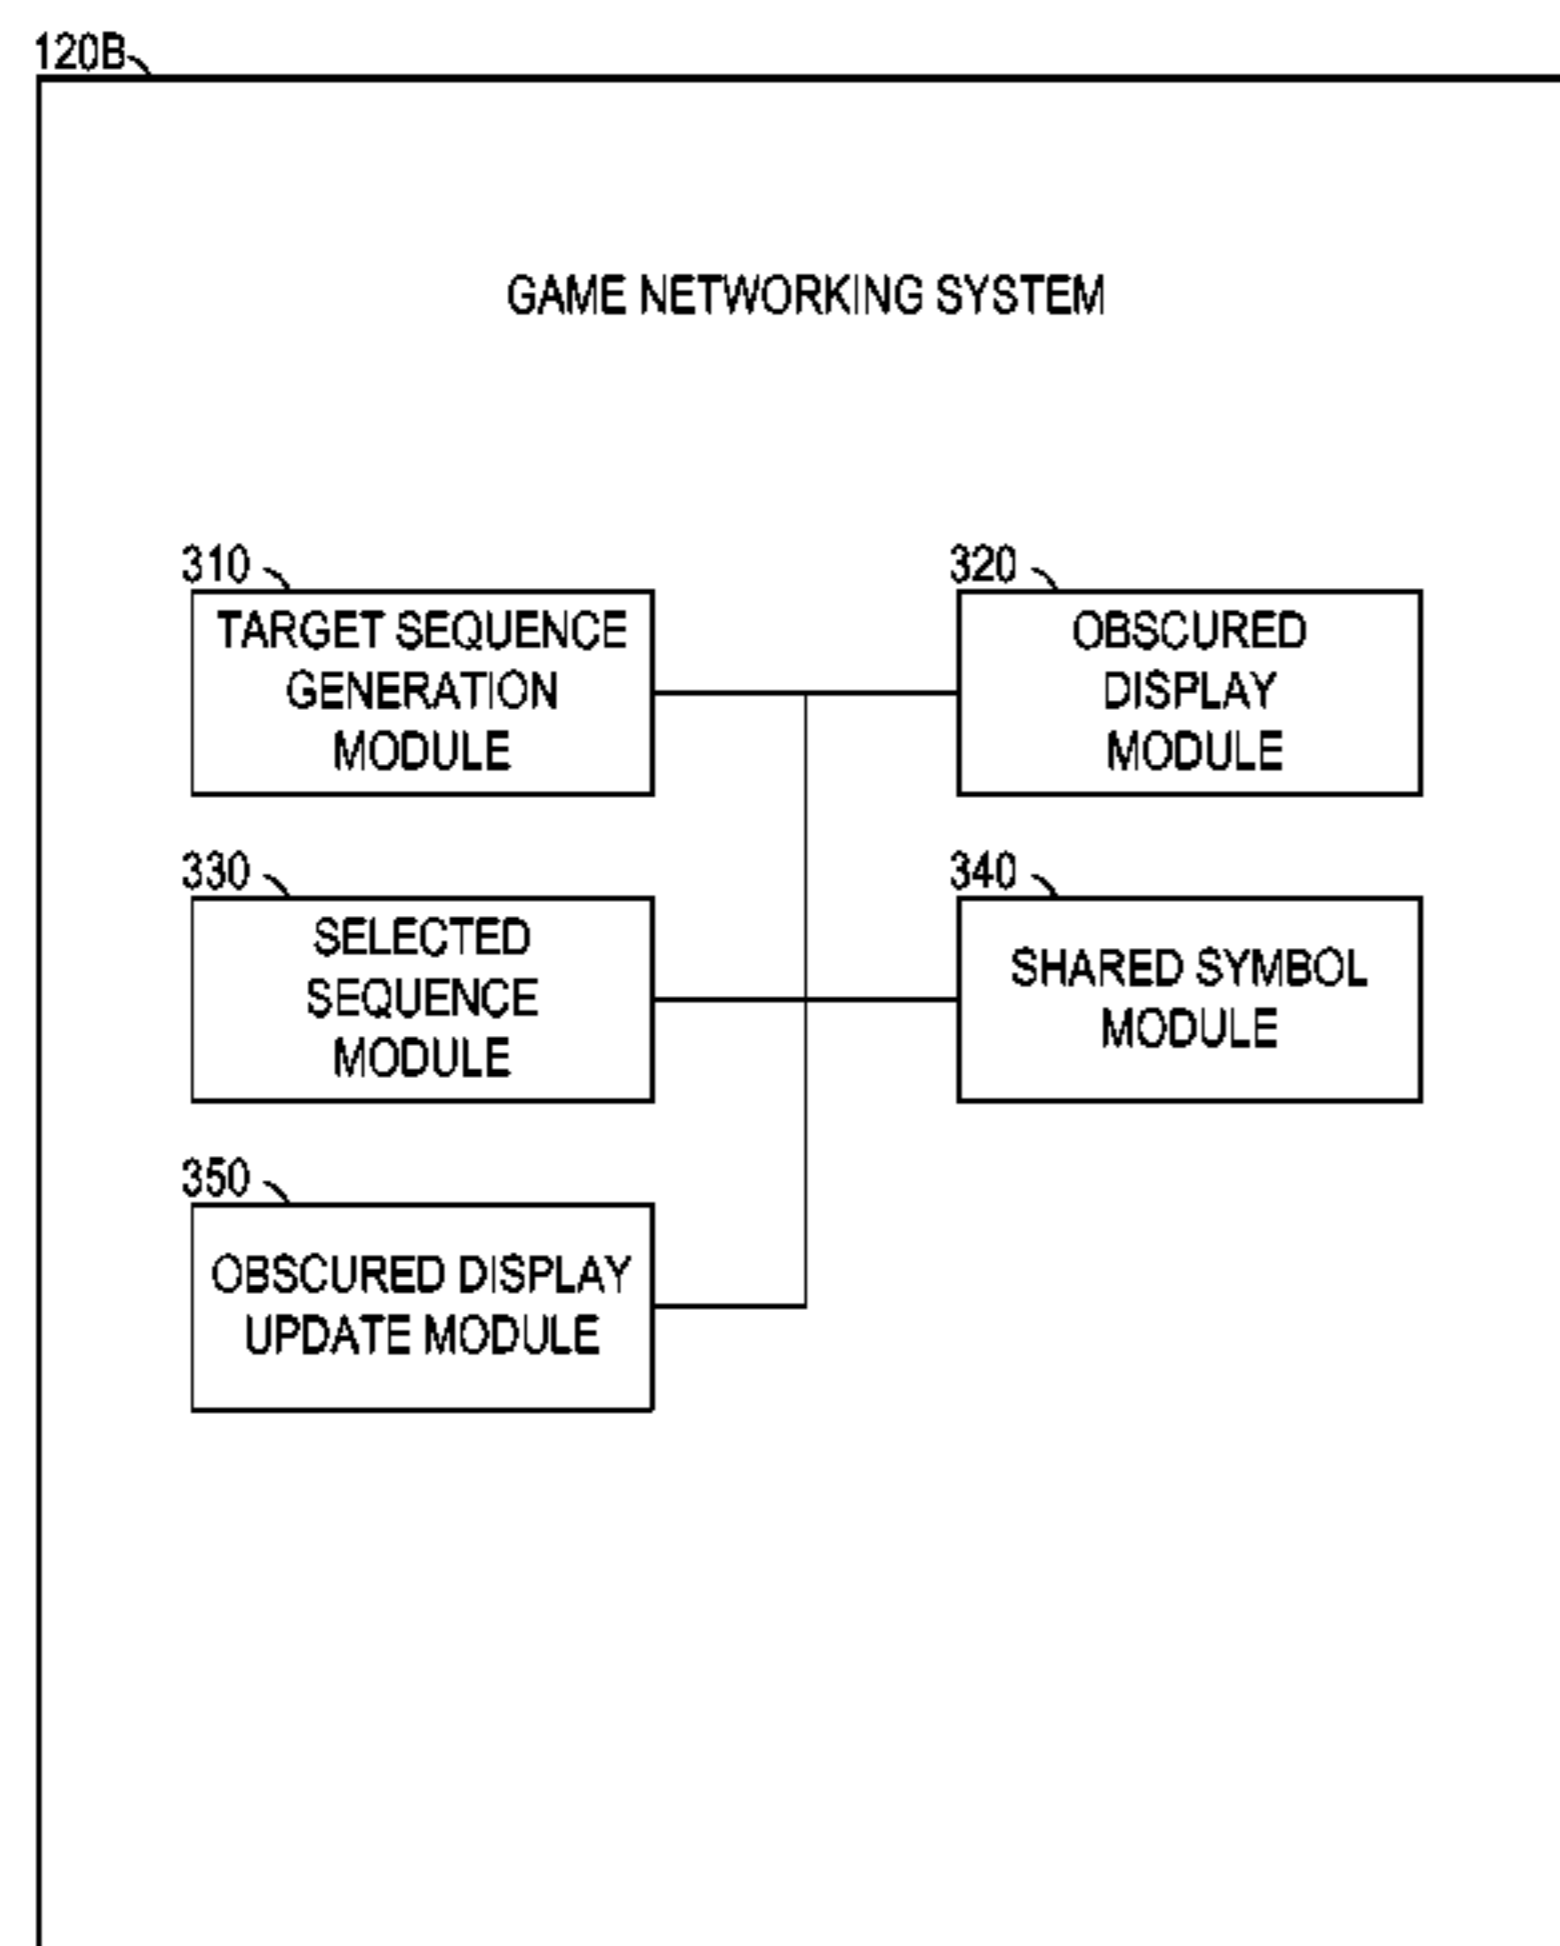 120B
GAME NETWORKING SYSTEM
310
TARGET SEQUENCE
GENERATION
MODULE
320
OBSCURED
DISPLAY
MODULE
330
SELECTED
SEQUENCE
MODULE
340
SHARED SYMBOL
MODULE
350
OBSCURED DISPLAY
UPDATE MODULE